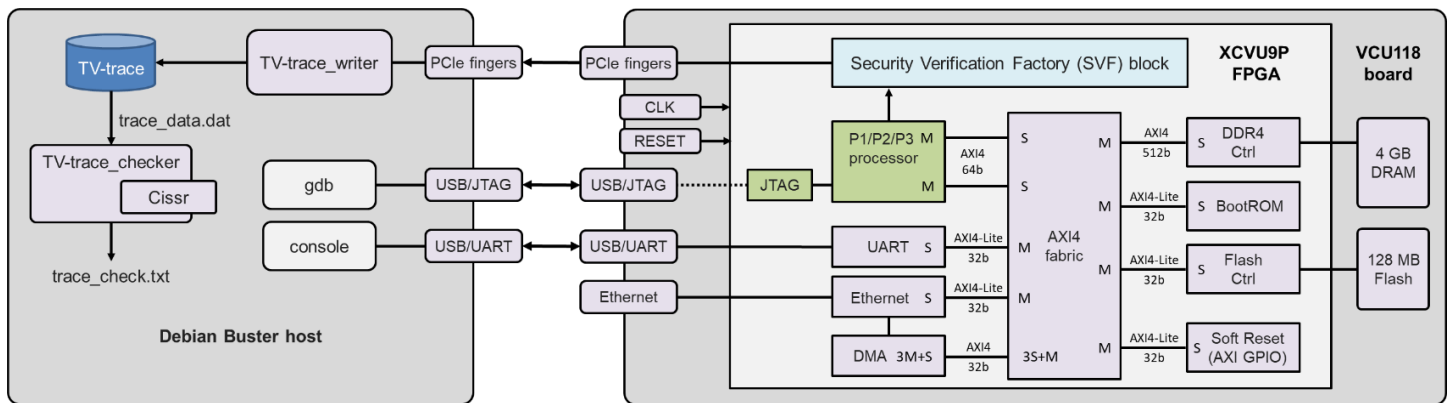 TV-trace
TV-trace_writer
PCIe fingers
PCIe fingers
Security Verification Factory (SVF) block
XCVU9P
FPGA
VCU118
board
trace_data.dat
CLK
RESET
TV-trace_checker
Cissr
gdb
USB/JTAG
USB/JTAG
JTAG
P1/P2/P3
processor
M
M
AXI4
64b
S
S
AXI4
fabric
M
AXI4
512b
S
DDR4
Ctrl
4 GB
DRAM
M
AXI4-Lite
32b
S
BootROM
console
USB/UART
USB/UART
UART
S
AXI4-Lite
32b
M
M
AXI4-Lite
32b
S
Flash
Ctrl
128 MB
Flash
trace_check.txt
Ethernet
Ethernet
S
AXI4-Lite
32b
M
Debian Buster host
DMA
3M+S
AXI4
32b
3S+M
M
AXI4-Lite
32b
S
Soft Reset
(AXI GPIO)